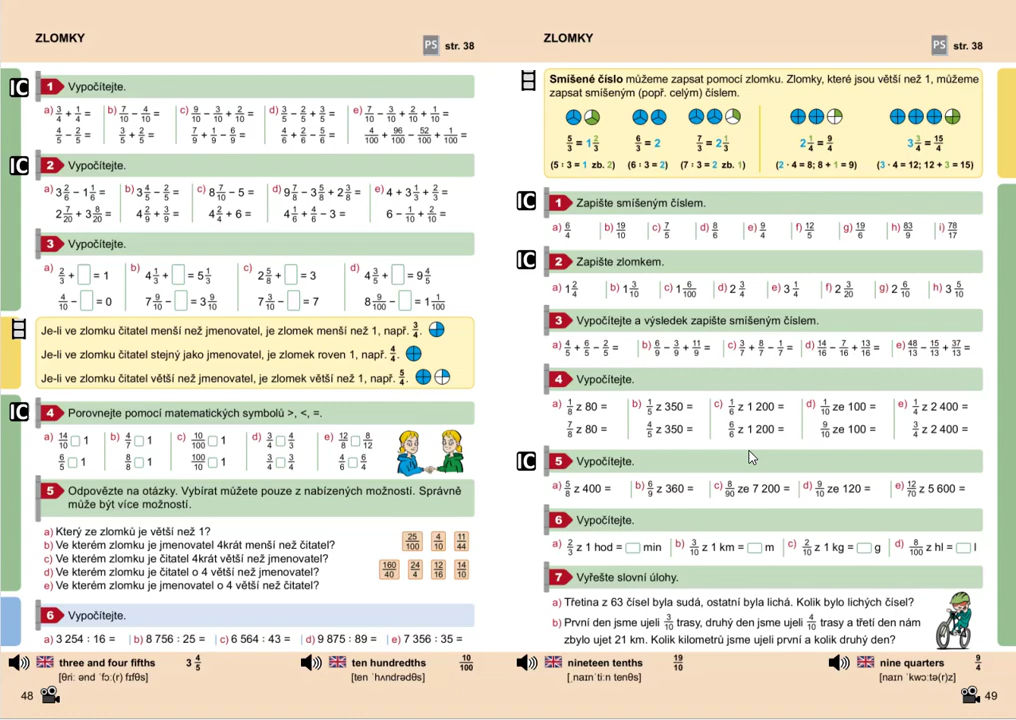 ZLOMKY
PS str. 38
1 Vypočítejte.
a) 3/4 + 1/4 = b) 7/10 − 4/10 = c) 9/10 − 3/10 + 2/10 = d) 3/5 − 2/5 + 3/5 = e) 7/10 − 3/10 + 2/10 + 1/10 =
4/5 − 2/5 = 3/5 + 2/5 = 7/9 + 1/9 − 6/9 = 4/6 + 2/6 − 5/6 = 4/100 + 96/100 − 52/100 + 1/100 =
2 Vypočítejte.
a) 3 2/6 − 1 1/6 = b) 3 4/5 − 2/5 = c) 8 7/10 − 5 = d) 9 7/8 − 3 5/8 + 2 3/8 = e) 4 + 3 1/3 + 2/3 =
2 7/20 + 3 8/20 = 4 2/9 + 3/9 = 4 2/4 + 6 = 4 1/6 + 4/6 − 3 = 6 − 1/10 + 2/10 =
3 Vypočítejte.
a) 2/3 + □ = 1 b) 4 1/3 + □ = 5 1/3 c) 2 5/8 + □ = 3 d) 4 3/5 + □ = 9 4/5
4/10 − □ = 0 7 9/10 − □ = 3 9/10 7 3/10 − □ = 7 8 9/100 − □ = 1 1/100
Je-li ve zlomku čitatel menší než jmenovatel, je zlomek menší než 1, např. 3/4.
Je-li ve zlomku čitatel stejný jako jmenovatel, je zlomek roven 1, např. 4/4.
Je-li ve zlomku čitatel větší než jmenovatel, je zlomek větší než 1, např. 5/4.
4 Porovnejte pomocí matematických symbolů >, <, =.
a) 14/10 □ 1 b) 4/7 □ 1 c) 10/100 □ 1 d) 3/4 □ 4/3 e) 12/8 □ 8/12
6/5 □ 1 8/8 □ 1 100/10 □ 1 3/4 □ 3/4 4/6 □ 6/4
5 Odpovězte na otázky. Vybírat můžete pouze z nabízených možností. Správně
může být více možností.
a) Který ze zlomků je větší než 1?
b) Ve kterém zlomku je jmenovatel 4krát menší než čitatel?
c) Ve kterém zlomku je čitatel 4krát větší než jmenovatel?
d) Ve kterém zlomku je čitatel o 4 větší než jmenovatel?
e) Ve kterém zlomku je jmenovatel o 4 větší než čitatel?
25/100 4/10 11/44
160/40 24/4 12/16 14/10
6 Vypočítejte.
a) 3 254 : 16 = b) 8 756 : 25 = c) 6 564 : 43 = d) 9 875 : 89 = e) 7 356 : 35 =
three and four fifths 3 4/5 ten hundredths 10/100
[θriː ənd ˈfɔː(r) fɪfθs] [ten ˈhʌndrədθs]
48
ZLOMKY
PS str. 38
Smíšené číslo můžeme zapsat pomocí zlomku. Zlomky, které jsou větší než 1, můžeme
zapsat smíšeným (popř. celým) číslem.
5/3 = 1 2/3 6/3 = 2 7/3 = 2 1/3 2 1/4 = 9/4 3 3/4 = 15/4
(5 : 3 = 1 zb. 2) (6 : 3 = 2) (7 : 3 = 2 zb. 1) (2 · 4 = 8; 8 + 1 = 9) (3 · 4 = 12; 12 + 3 = 15)
1 Zapište smíšeným číslem.
a) 6/4 b) 19/10 c) 7/5 d) 8/6 e) 9/4 f) 12/5 g) 19/6 h) 83/9 i) 78/17
2 Zapište zlomkem.
a) 1 2/4 b) 1 3/10 c) 1 6/100 d) 2 3/4 e) 3 1/4 f) 2 3/20 g) 2 6/10 h) 3 5/10
3 Vypočítejte a výsledek zapište smíšeným číslem.
a) 4/5 + 6/5 − 2/5 = b) 6/9 − 3/9 + 11/9 = c) 3/7 + 8/7 − 1/7 = d) 14/16 − 7/16 + 13/16 = e) 48/13 − 15/13 + 37/13 =
4 Vypočítejte.
a) 1/8 z 80 = b) 1/5 z 350 = c) 1/6 z 1 200 = d) 1/10 ze 100 = e) 1/4 z 2 400 =
7/8 z 80 = 4/5 z 350 = 6/6 z 1 200 = 9/10 ze 100 = 3/4 z 2 400 =
5 Vypočítejte.
a) 5/8 z 400 = b) 6/9 z 360 = c) 8/90 ze 7 200 = d) 9/10 ze 120 = e) 12/70 z 5 600 =
6 Vypočítejte.
a) 2/3 z 1 hod = □ min b) 3/10 z 1 km = □ m c) 2/10 z 1 kg = □ g d) 8/100 z hl = □ l
7 Vyřešte slovní úlohy.
a) Třetina z 63 čísel byla sudá, ostatní byla lichá. Kolik bylo lichých čísel?
b) První den jsme ujeli 3/10 trasy, druhý den jsme ujeli 4/10 trasy a třetí den nám
zbylo ujet 21 km. Kolik kilometrů jsme ujeli první a kolik druhý den?
nineteen tenths 19/10 nine quarters 9/4
[ˌnaɪnˈtiːn tenθs] [naɪn ˈkwɔːtə(r)z]
49